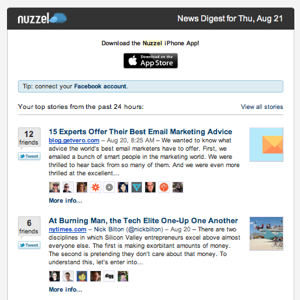 nuzzel
News Digest for Thu, Aug 21
Download the Nuzzel iPhone App!
Available on the
App Store
Tip: connect your Facebook account.
Your top stories from the past 24 hours:
View all stories
12
friends
Tweet
15 Experts Offer Their Best Email Marketing Advice
blog.getvero.com – Aug 20, 8:25 AM – We wanted to know what
advice the world's best email marketers have to offer. First, we
emailed a bunch of smart people in the marketing world. We were
thrilled to hear back from so many of them. And we were even more
thrilled at the excellent…
More info...
6
friends
Tweet
At Burning Man, the Tech Elite One-Up One Another
nytimes.com – Nick Bilton (@nickbilton) – Aug 20 – There are two
disciplines in which Silicon Valley entrepreneurs excel above almost
everyone else. The first is making exorbitant amounts of money.
The second is pretending they don't care about that money. To
understand this, let's enter into…
More info...